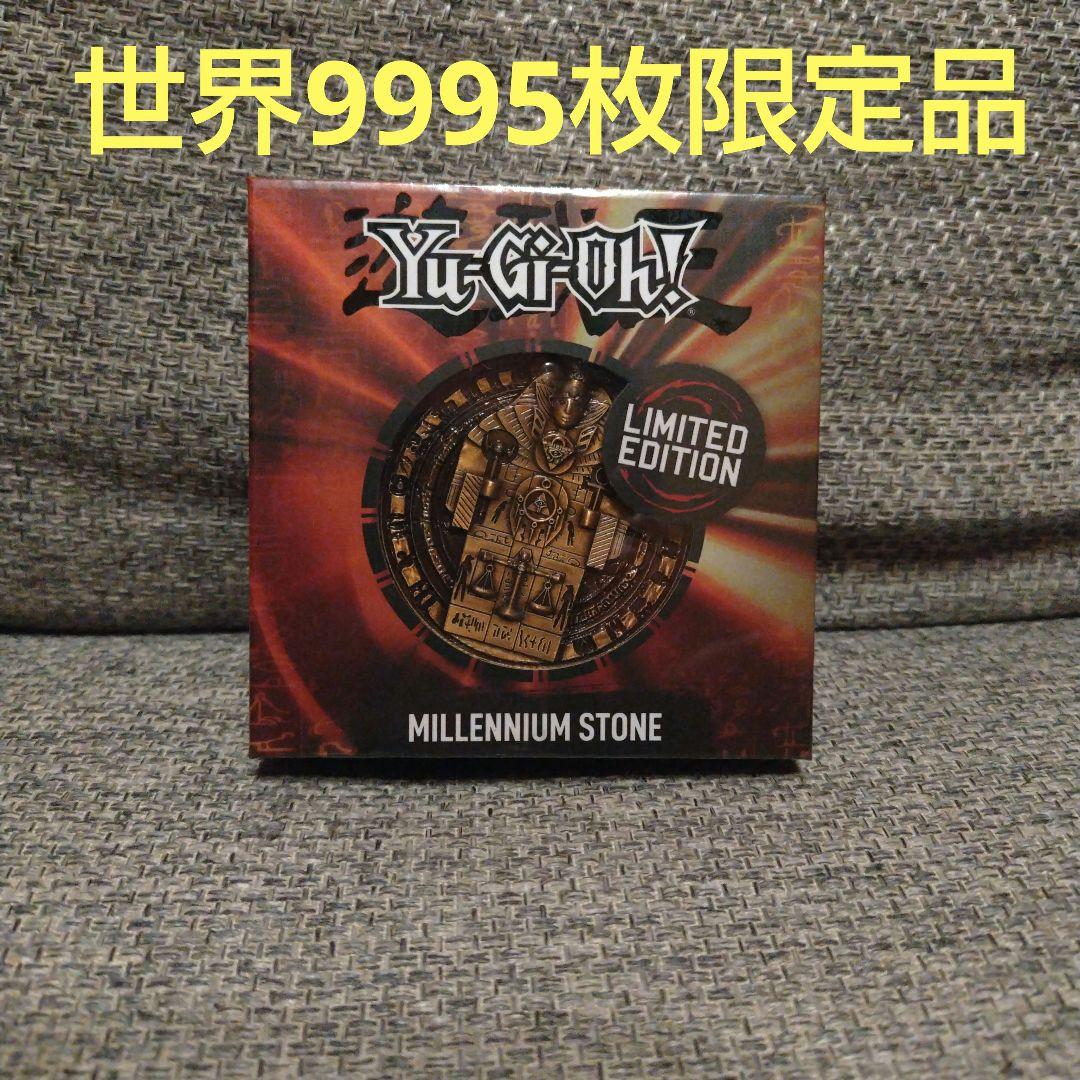 世界9995枚限定品
Yu-Gi-Oh!
LIMITED
EDITION
MILLENNIUM STONE